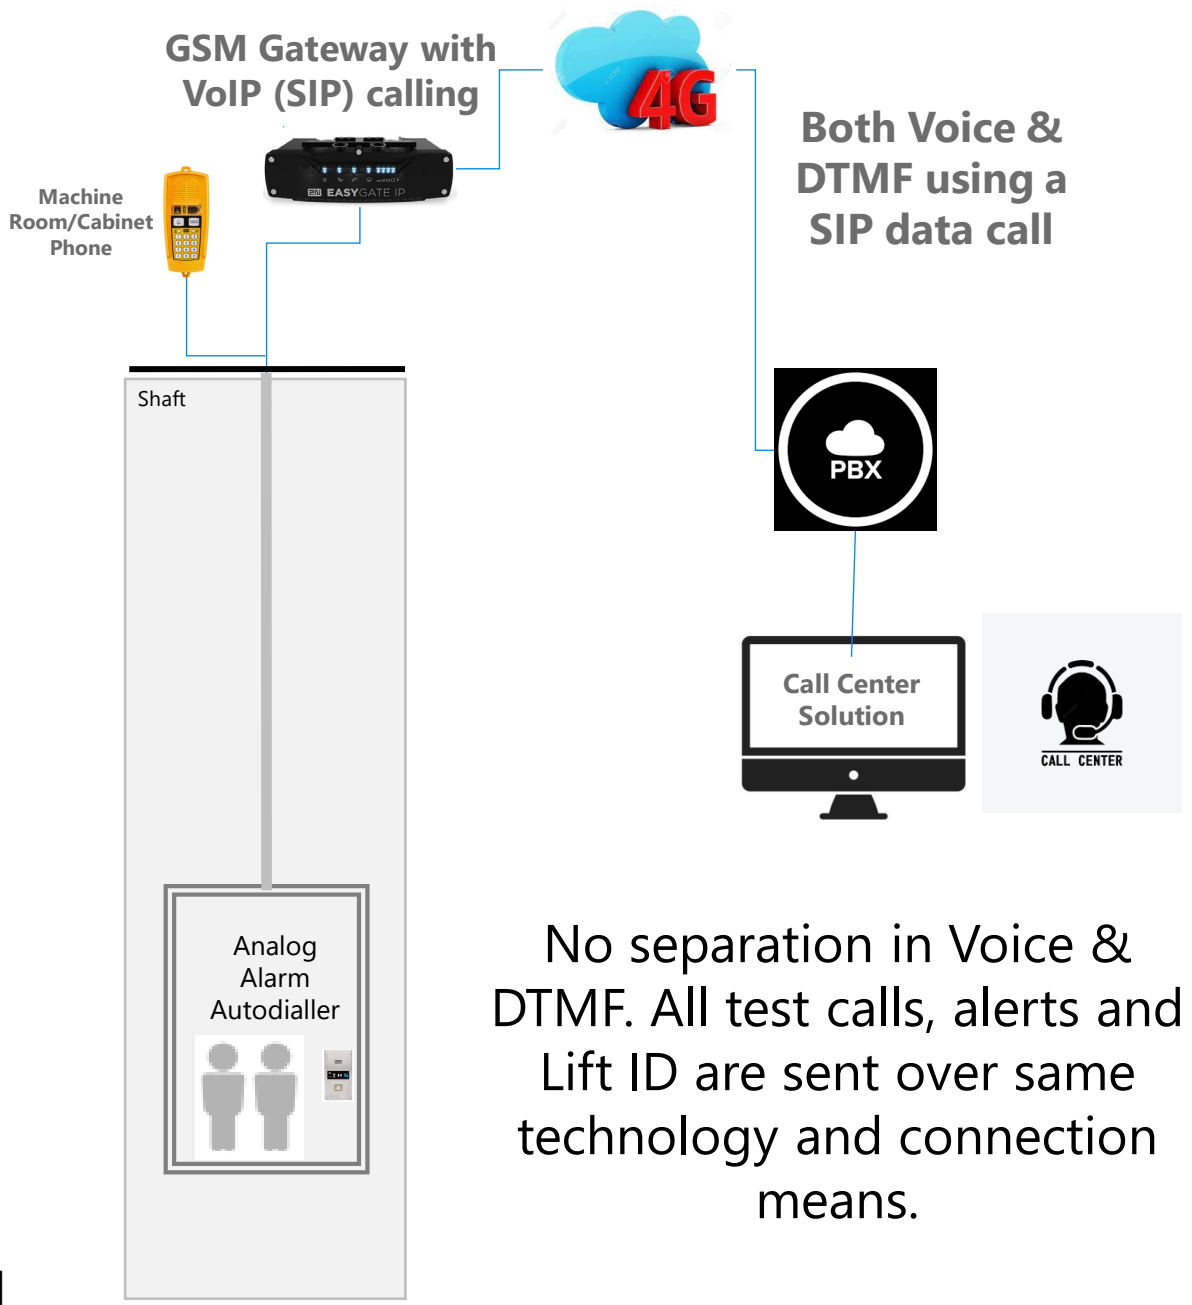 GSM Gateway with
VoIP (SIP) calling
4G
Both Voice &
DTMF using a
SIP data call
2N EASYGATE IP
Machine
Room/Cabinet
Phone
Shaft
PBX
Call Center
Solution
CALL CENTER
Analog
Alarm
Autodialler
No separation in Voice &
DTMF. All test calls, alerts and
Lift ID are sent over same
technology and connection
means.